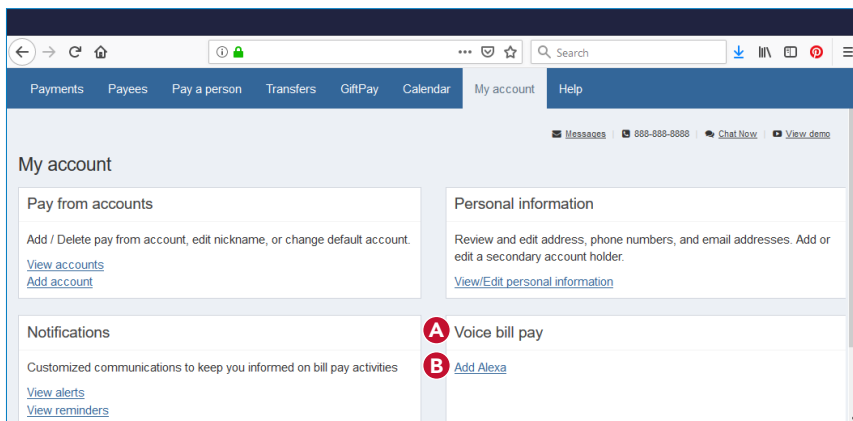 Search
Payments Payees Pay a person Transfers GiftPay Calendar My account Help
Messages 888-888-8888 Chat Now View demo
My account
Pay from accounts
Add / Delete pay from account, edit nickname, or change default account.
View accounts
Add account
Personal information
Review and edit address, phone numbers, and email addresses. Add or
edit a secondary account holder.
View/Edit personal information
Notifications
Customized communications to keep you informed on bill pay activities
View alerts
View reminders
A Voice bill pay
B Add Alexa